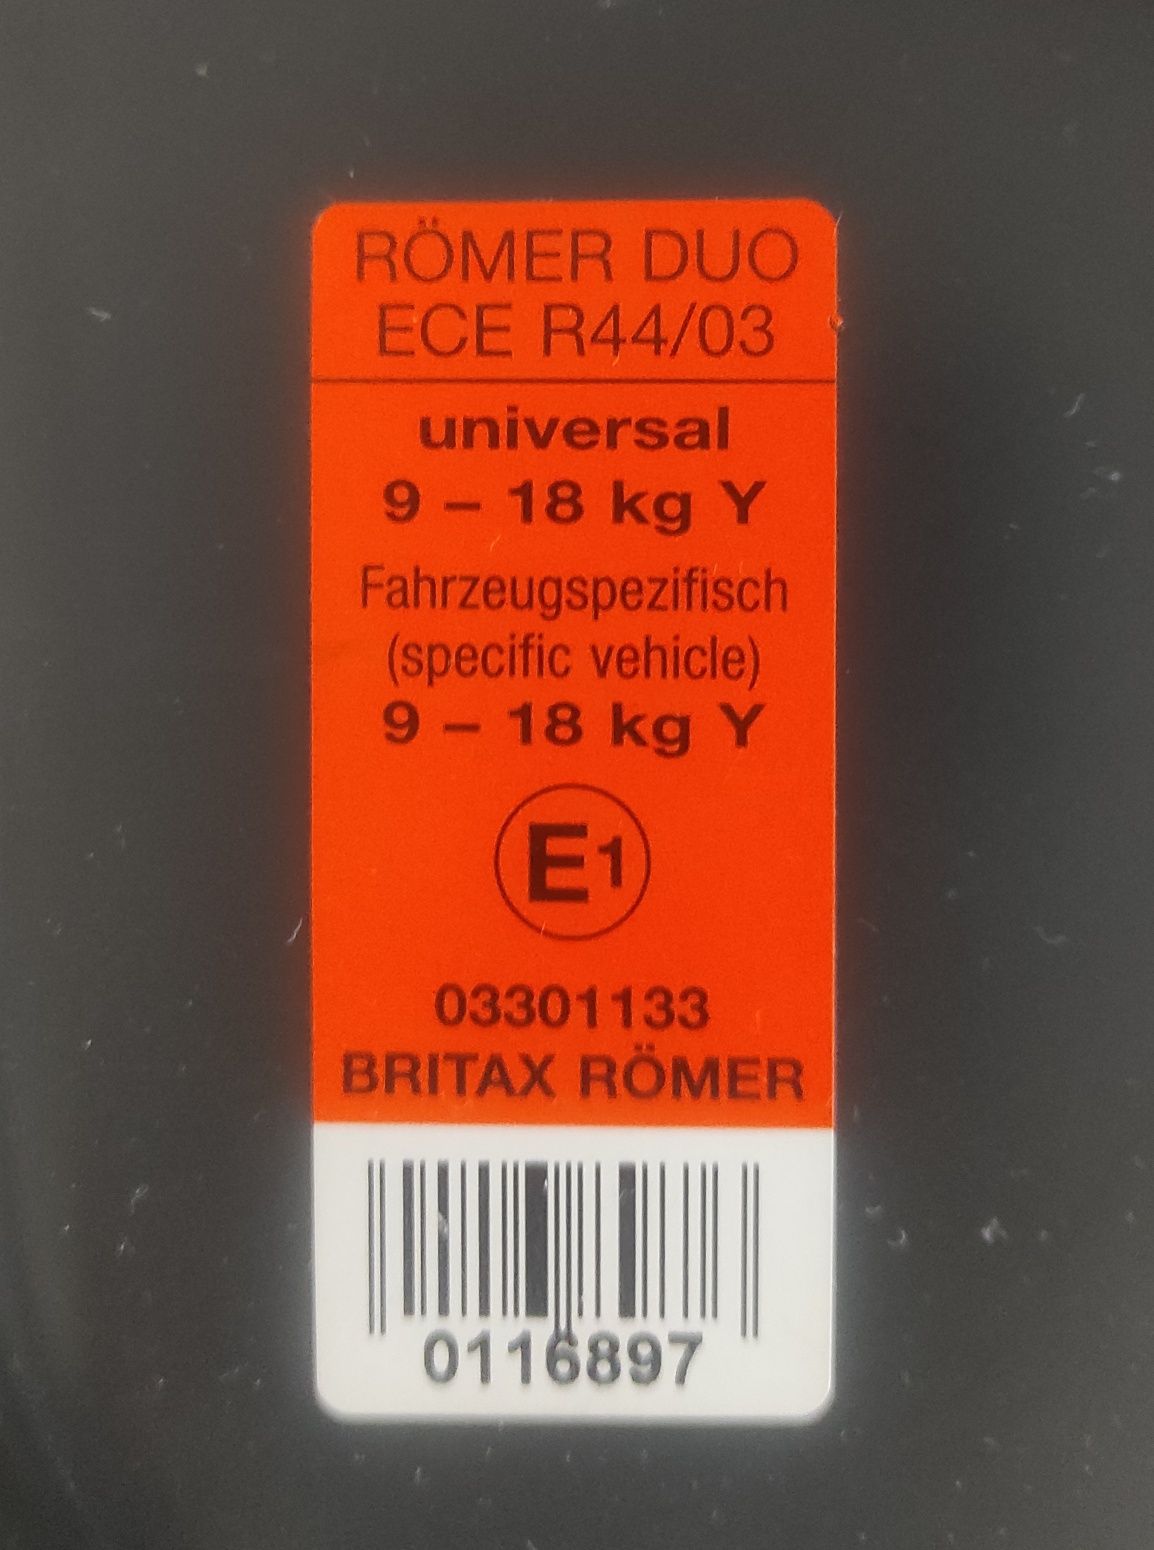 RÖMER DUO
ECE R44/03
universal
9 – 18 kg Y
Fahrzeugspezifisch
(specific vehicle)
9 – 18 kg Y
E1
03301133
BRITAX RÖMER
0116897